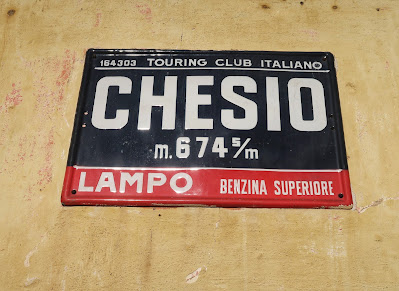 164303 TOURING CLUB ITALIANO
CHESIO
m. 674 s/m
LAMPO BENZINA SUPERIORE